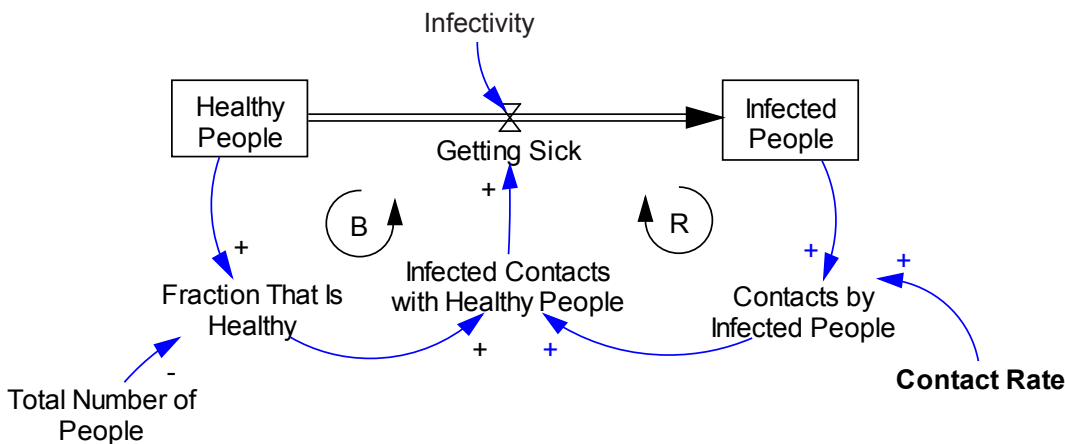 Infectivity
Healthy
People
Infected
People
Getting Sick
+
B
R
+
+
+
Infected Contacts
with Healthy People
Fraction That Is
Healthy
Contacts by
Infected People
+
+
-
Contact Rate
Total Number of
People